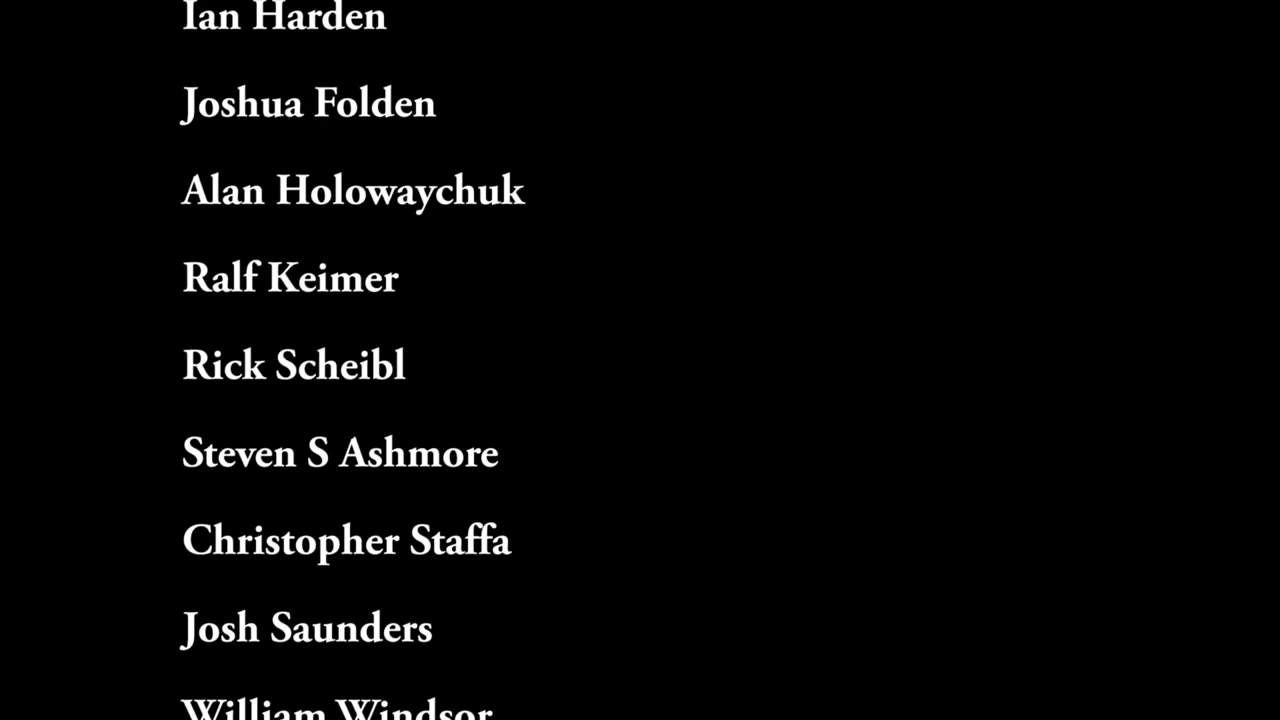 Ian Harden
Joshua Folden
Alan Holowaychuk
Ralf Keimer
Rick Scheibl
Steven S Ashmore
Christopher Staffa
Josh Saunders
William Windsor